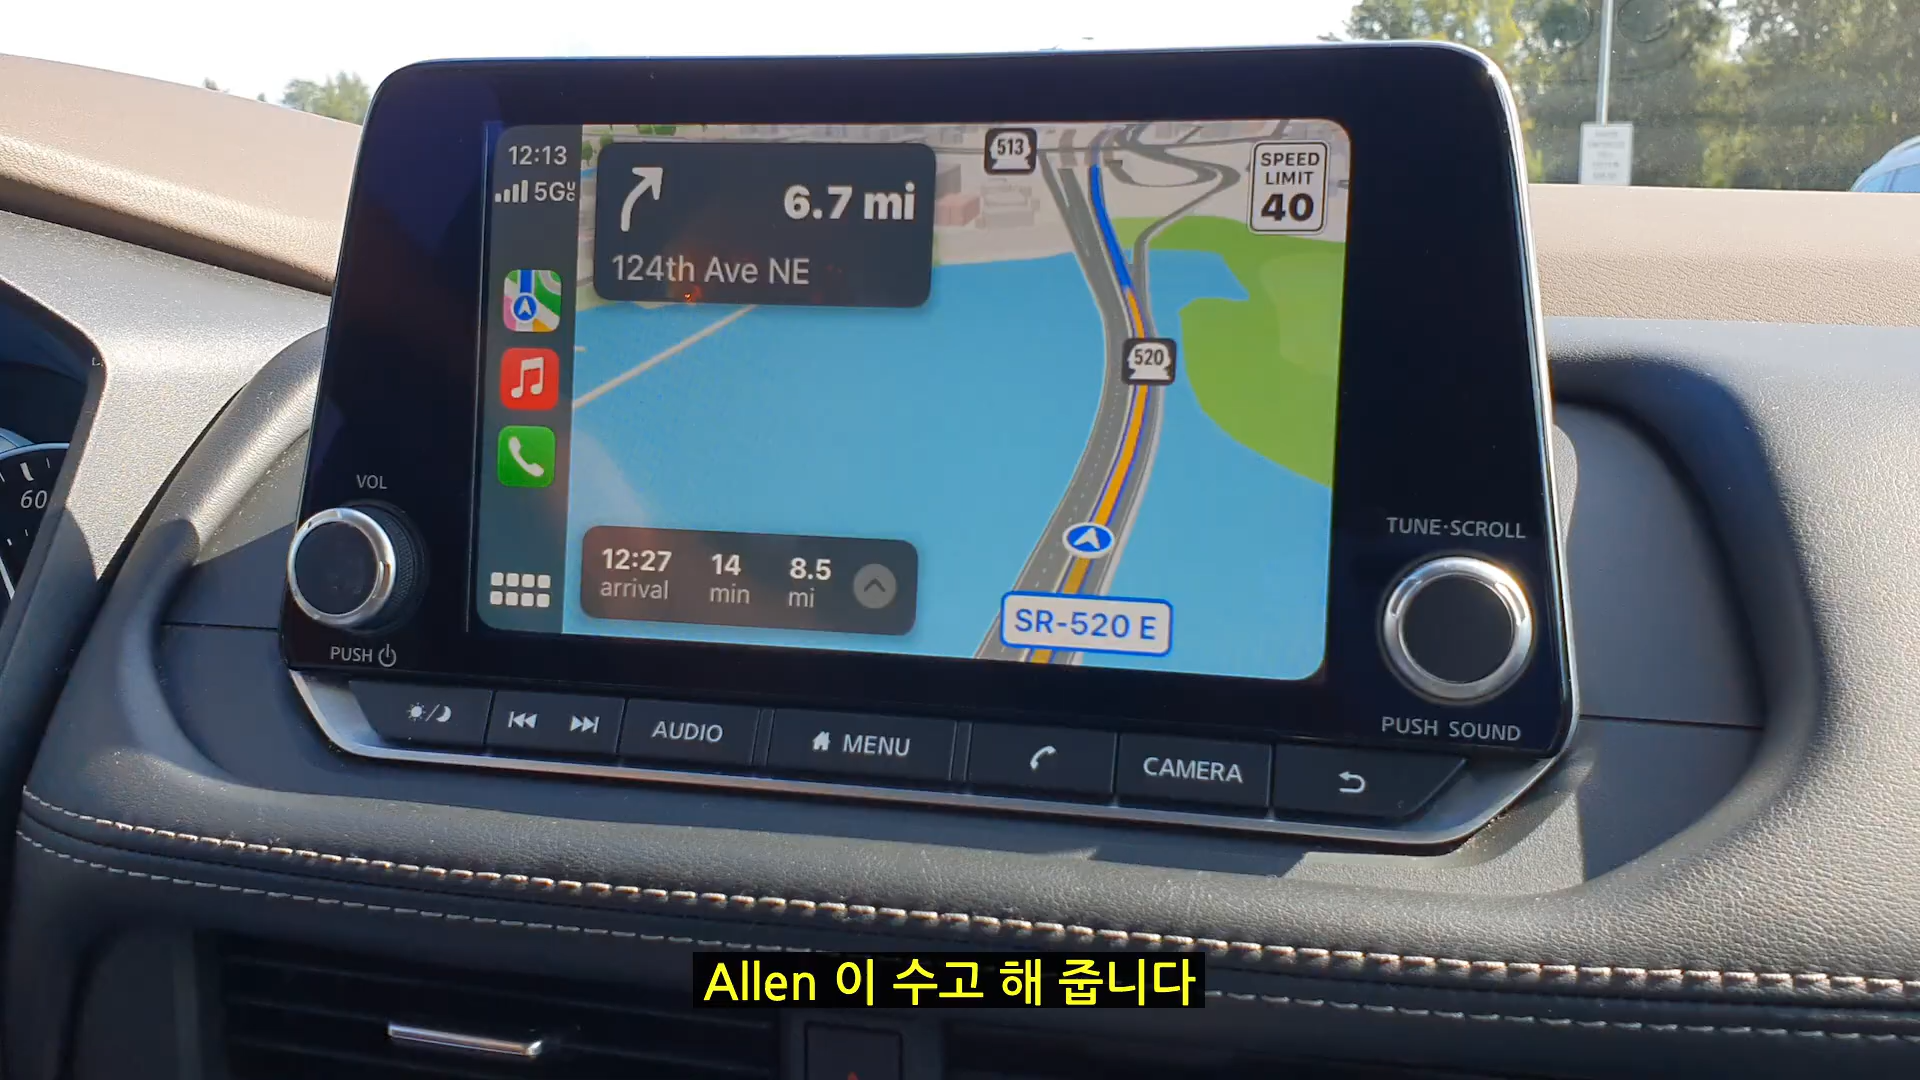 12:13
5GUC
6.7 mi
124th Ave NE
513
SPEED
LIMIT
40
520
12:27
arrival
14
min
8.5
mi
SR-520 E
VOL
PUSH
TUNE·SCROLL
PUSH SOUND
AUDIO
MENU
CAMERA
60
Allen 이 수고 해 줍니다